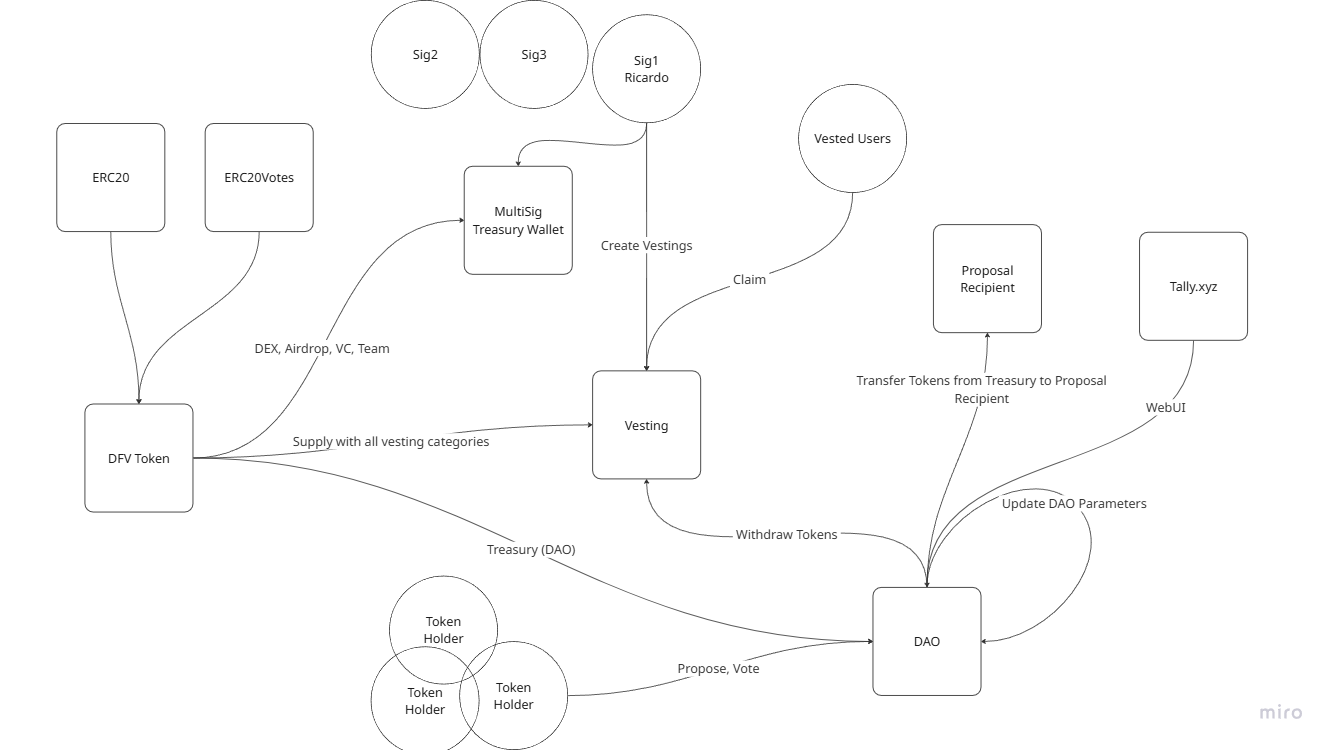 Sig2
Sig3
Sig1
Ricardo
Vested Users
ERC20
ERC20Votes
MultiSig
Treasury Wallet
Create Vestings
Claim
Proposal
Recipient
Tally.xyz
DEX, Airdrop, VC, Team
Transfer Tokens from Treasury to Proposal
Recipient
WebUI
DFV Token
Supply with all vesting categories
Vesting
Update DAO Parameters
Withdraw Tokens
Treasury (DAO)
Token
Holder
DAO
Propose, Vote
Token
Holder
Token
Holder
miro